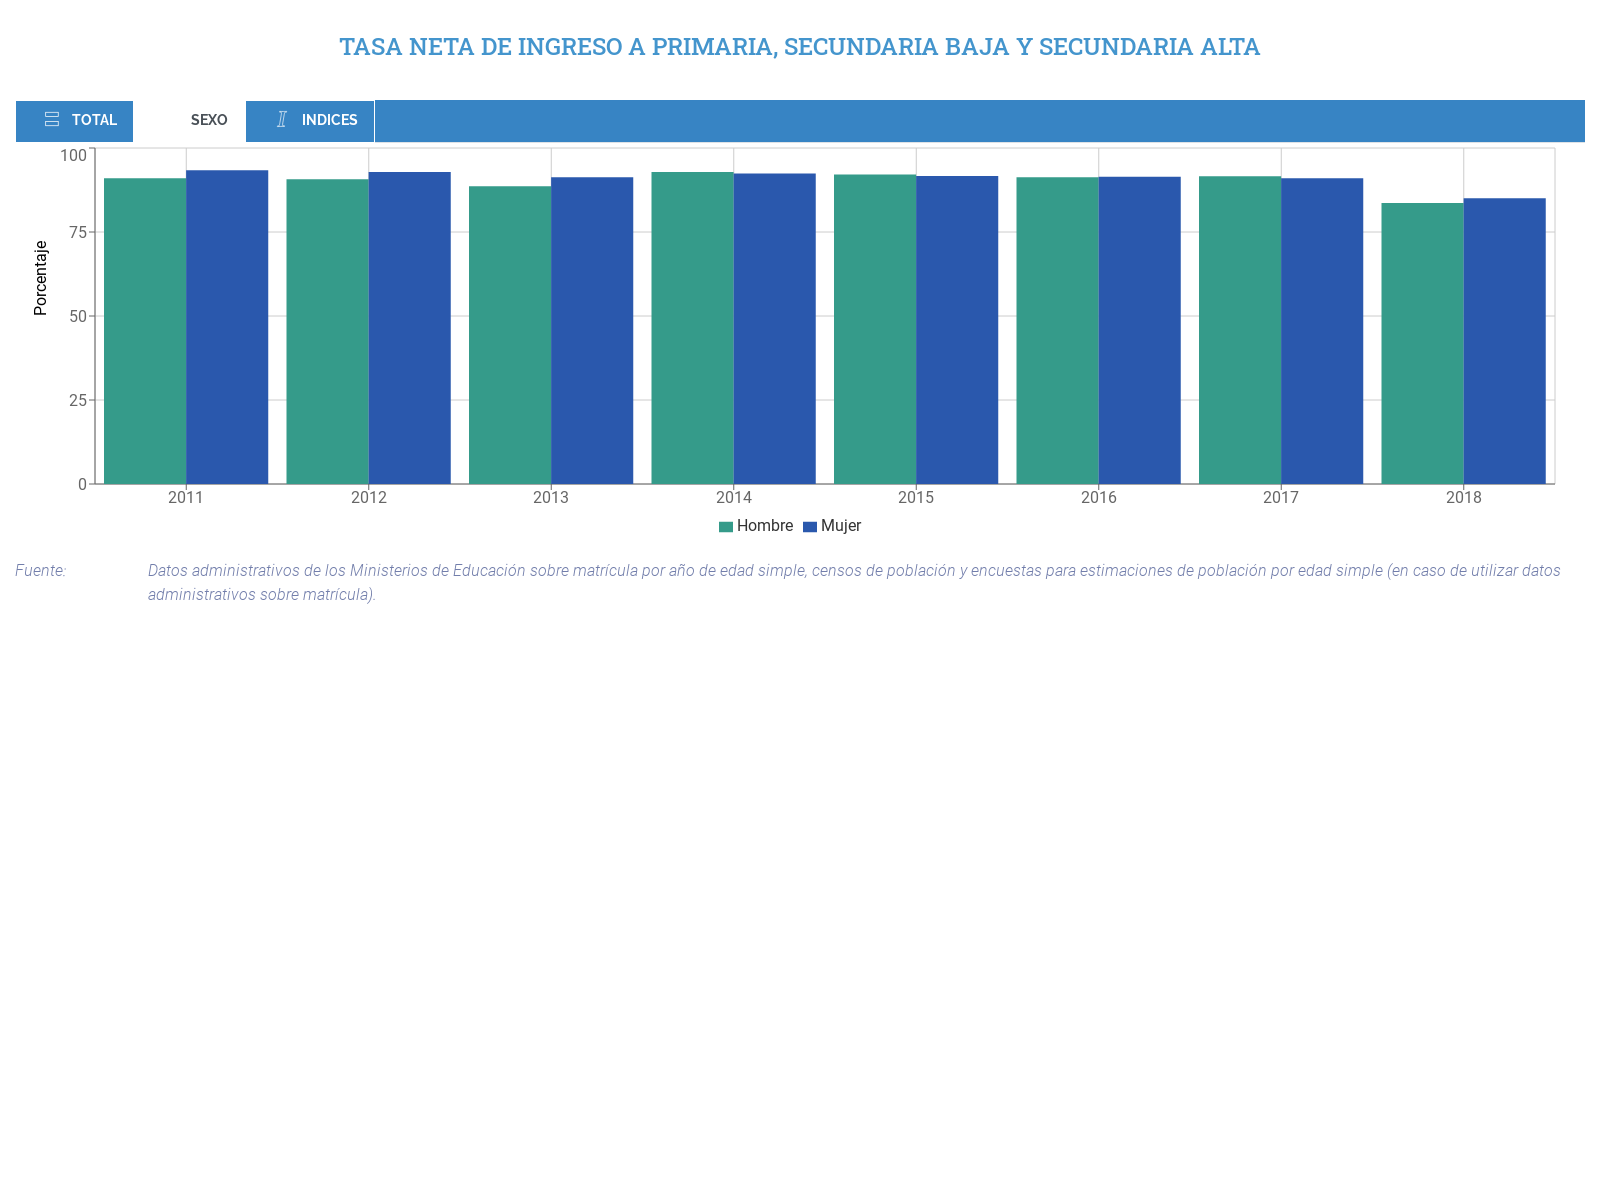 TASA NETA DE INGRESO A PRIMARIA, SECUNDARIA BAJA Y SECUNDARIA ALTA
TOTAL SEXO INDICES
100
75
50
25
0
Porcentaje
2011 2012 2013 2014 2015 2016 2017 2018
Hombre Mujer
Fuente: Datos administrativos de los Ministerios de Educación sobre matrícula por año de edad simple, censos de población y encuestas para estimaciones de población por edad simple (en caso de utilizar datos
administrativos sobre matrícula).